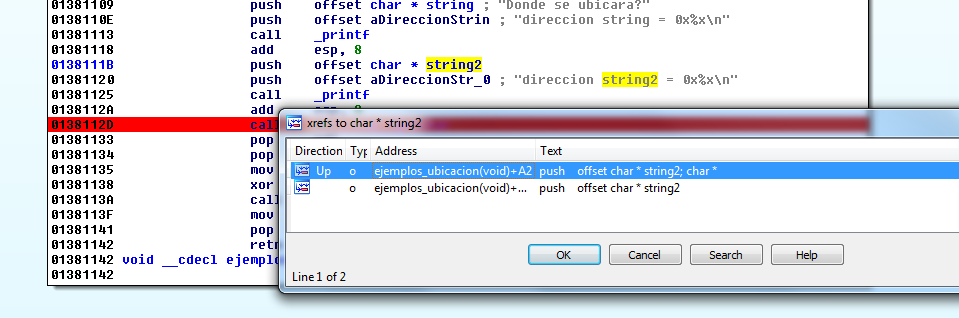 01381109 push offset char * string ; "Donde se ubicara?"
0138110E push offset aDireccionStrin ; "direccion string = 0x%x\n"
01381113 call _printf
01381118 add esp, 8
0138111B push offset char * string2
01381120 push offset aDireccionStr_0 ; "direccion string2 = 0x%x\n"
01381125 call _printf
0138112A add
0138112D call
01381133 pop
01381134 pop
01381135 mov
01381138 xor
0138113A call
0138113F mov
01381141 pop
01381142 retn
01381142 void __cdecl ejemplo
01381142
xrefs to char * string2
Direction Typ Address Text
Up o ejemplos_ubicacion(void)+A2 push offset char * string2; char *
o ejemplos_ubicacion(void)+... push offset char * string2
OK Cancel Search Help
Line 1 of 2